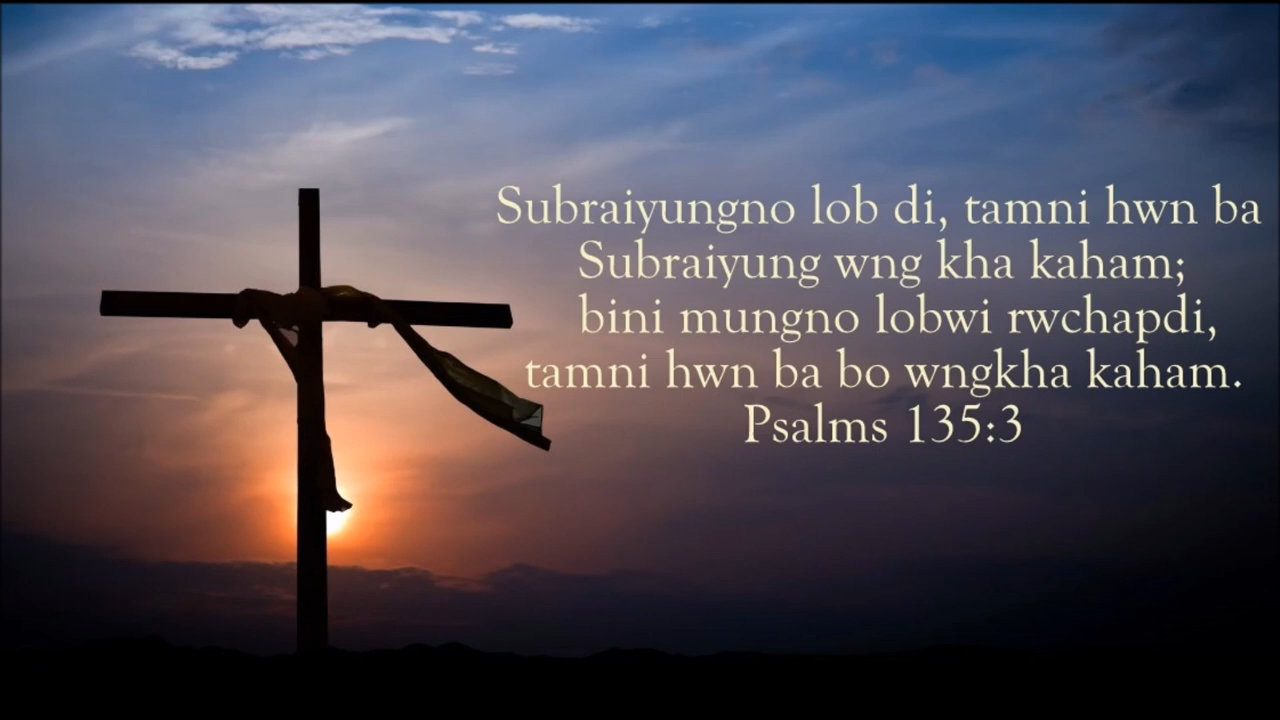 Subraiyungno lob di, tamni hwn ba
Subraiyung wng kha kaham;
bini mungno lobwi rwchapdi,
tamni hwn ba bo wngkha kaham.
Psalms 135:3